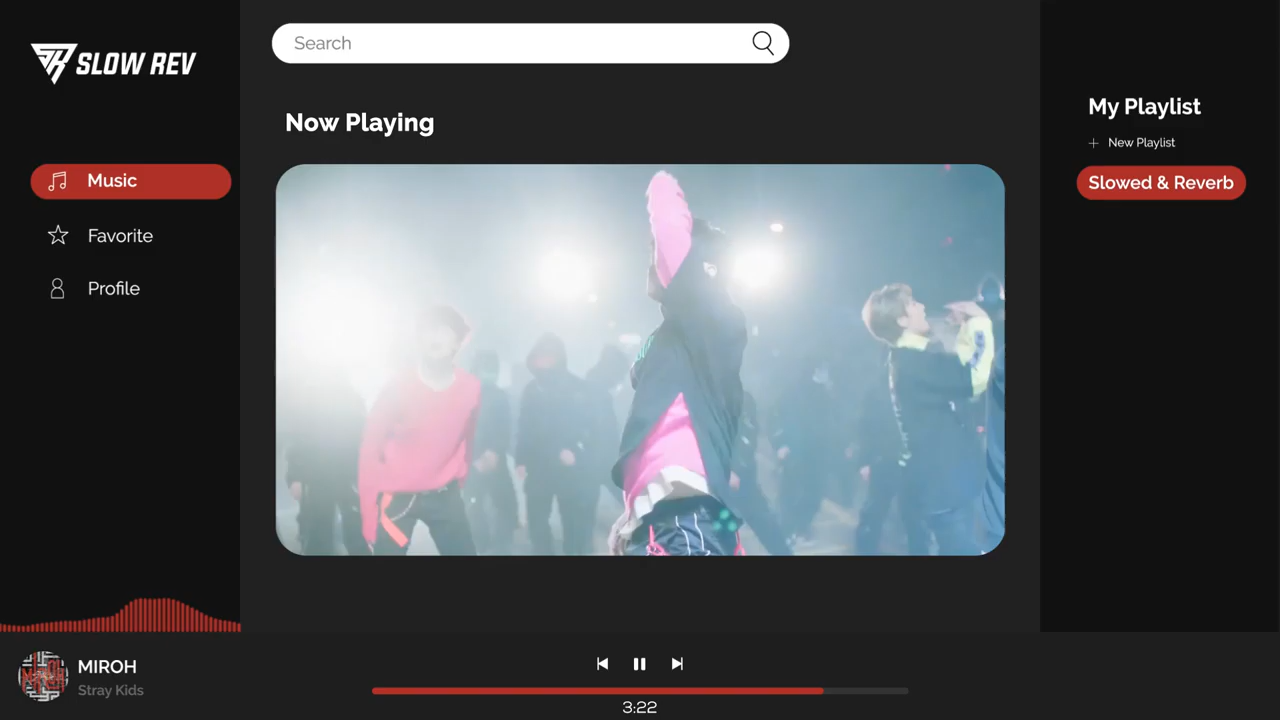 SLOW REV
Search
Now Playing
Music
Favorite
Profile
My Playlist
+ New Playlist
Slowed & Reverb
MIROH
Stray Kids
3:22